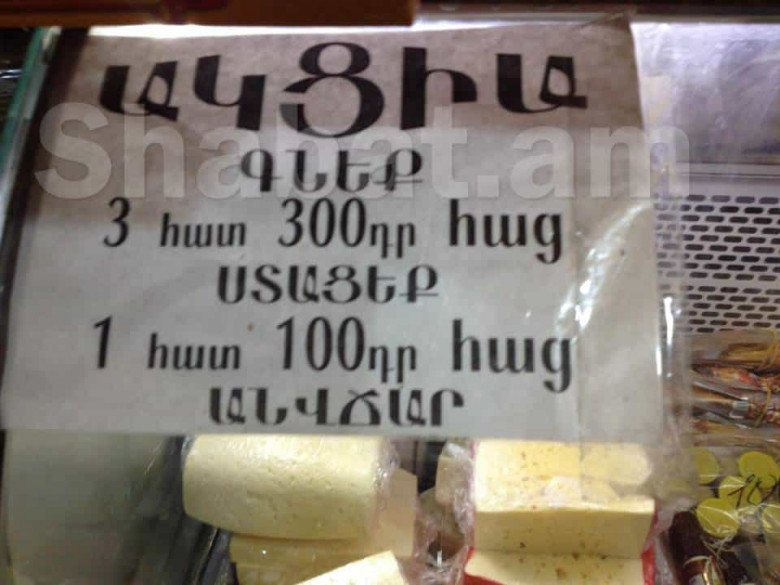 ԱԿՑԻԱ
ԳՆԵՔ
3 հատ 300դր հաց
ՍՏԱՑԵՔ
1 հատ 100դր հաց
ԱՆՎՃԱՐ
Shabat.am